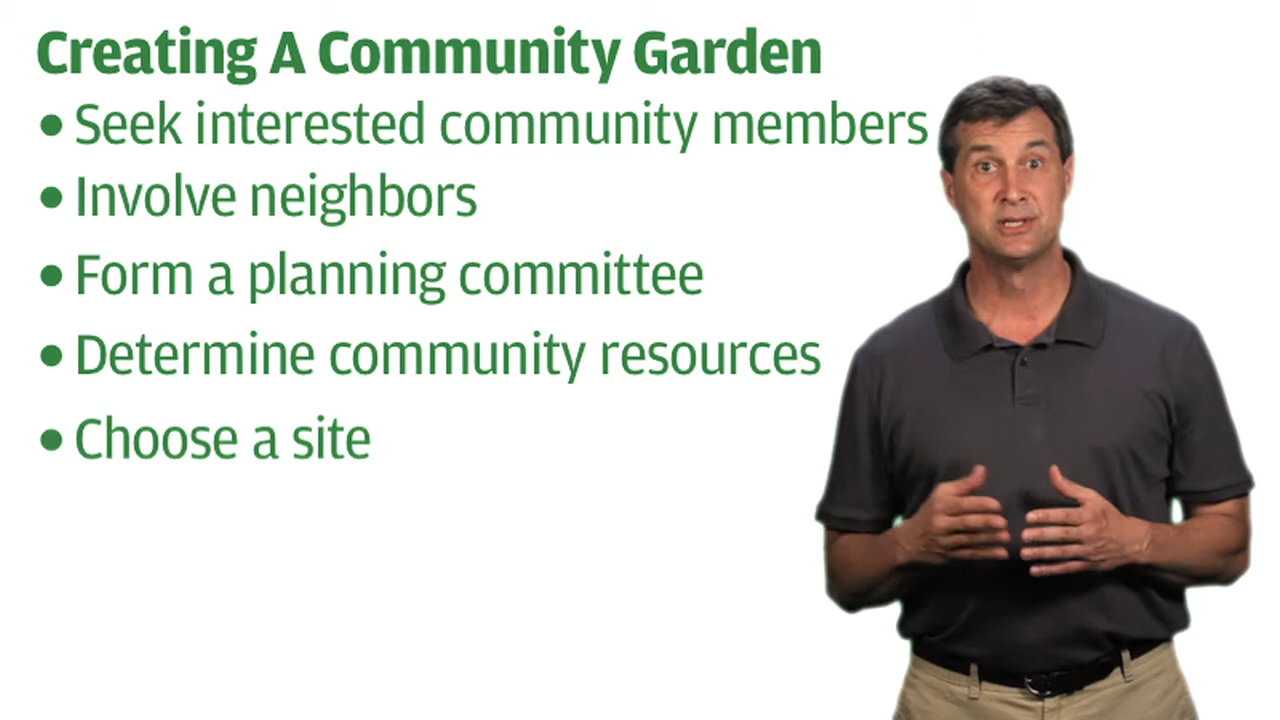 Creating A Community Garden
• Seek interested community members
• Involve neighbors
• Form a planning committee
• Determine community resources
• Choose a site